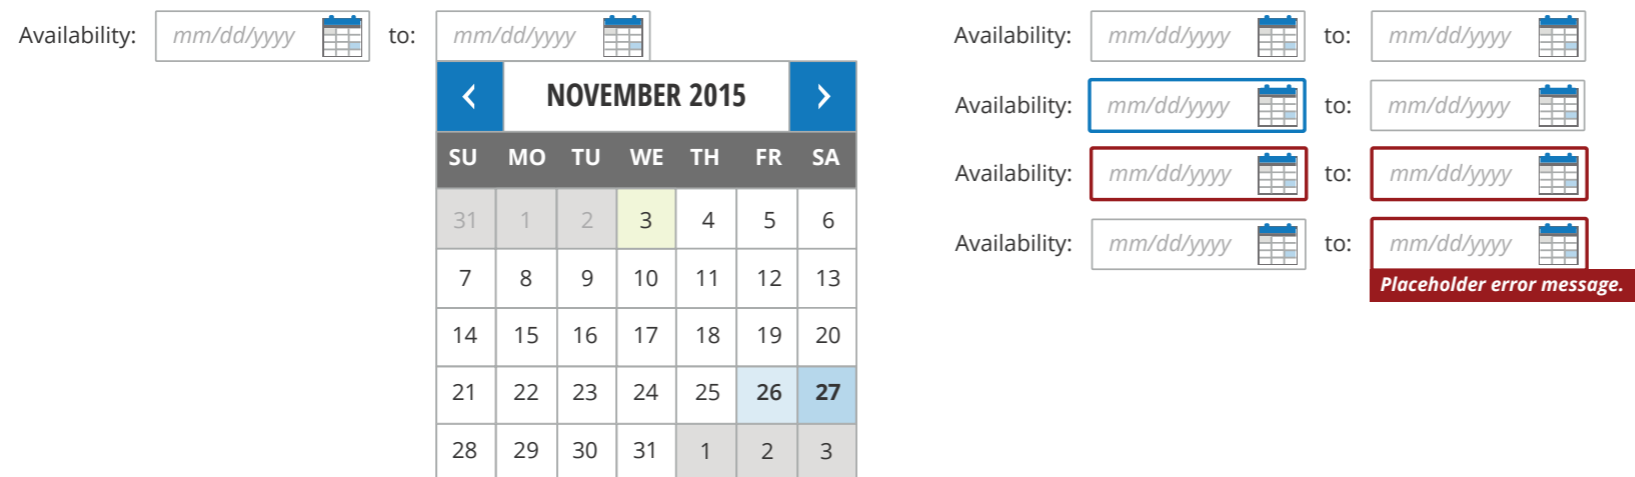 Availability: mm/dd/yyyy to: mm/dd/yyyy
NOVEMBER 2015
SU MO TU WE TH FR SA
31 1 2 3 4 5 6
7 8 9 10 11 12 13
14 15 16 17 18 19 20
21 22 23 24 25 26 27
28 29 30 31 1 2 3
Availability: mm/dd/yyyy to: mm/dd/yyyy
Availability: mm/dd/yyyy to: mm/dd/yyyy
Availability: mm/dd/yyyy to: mm/dd/yyyy
Availability: mm/dd/yyyy to: mm/dd/yyyy
Placeholder error message.